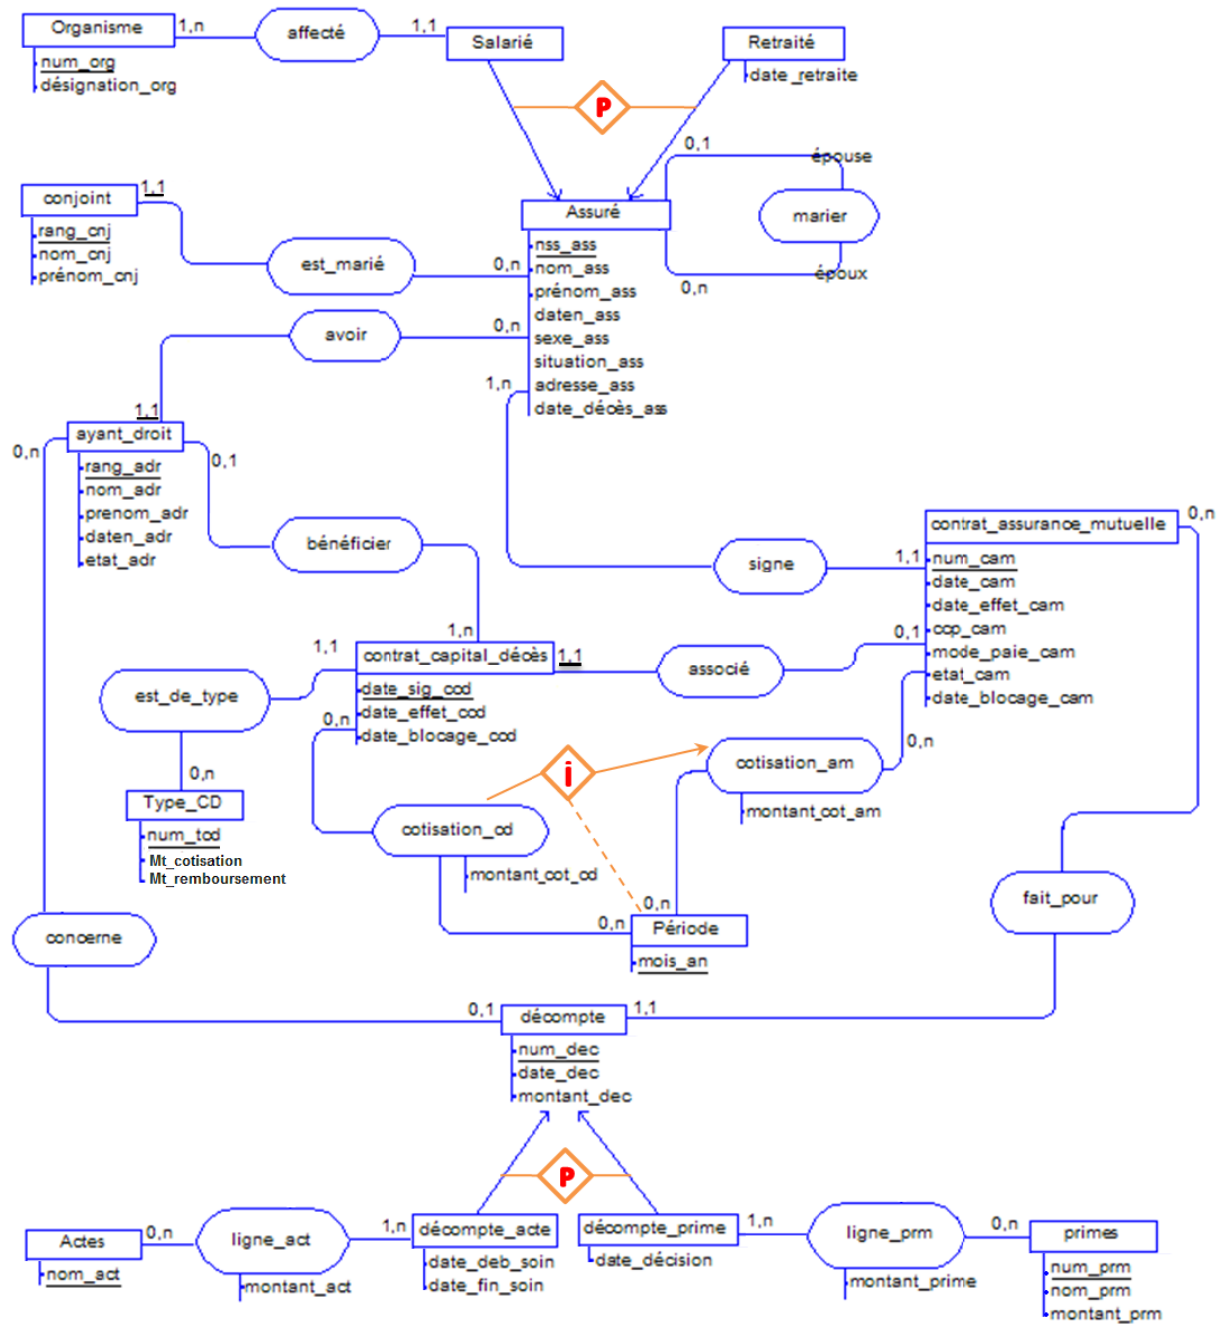 Organisme
1,n
affecté
1,1
Salarié
Retraité
num_org
désignation_org
date_retraite
P
0,1
épouse
conjoint
1,1
Assuré
marier
rang_cnj
nom_cnj
prénom_cnj
est_marié
0,n
nss_ass
nom_ass
prénom_ass
daten_ass
sexe_ass
situation_ass
adresse_ass
date_décès_ass
époux
0,n
avoir
0,n
1,n
1,1
ayant_droit
0,n
0,1
rang_adr
nom_adr
prenom_adr
daten_adr
etat_adr
bénéficier
signe
1,1
contrat_assurance_mutuelle
0,n
num_cam
date_cam
date_effet_cam
ccp_cam
mode_paie_cam
etat_cam
date_blocage_cam
1,n
0,1
1,1
contrat_capital_décès
1,1
associé
est_de_type
date_sig_ccd
date_effet_ccd
date_blocage_ccd
0,n
0,n
0,n
i
cotisation_am
montant_cot_am
Type_CD
num_tcd
Mt_cotisation
Mt_remboursement
cotisation_cd
montant_cot_cd
0,n
0,n
Période
mois_an
fait_pour
concerne
0,1
décompte
1,1
num_dec
date_dec
montant_dec
P
Actes
0,n
ligne_act
1,n
décompte_acte
décompte_prime
1,n
ligne_prm
0,n
primes
nom_act
montant_act
date_deb_soin
date_fin_soin
date_décision
montant_prime
num_prm
nom_prm
montant_prm